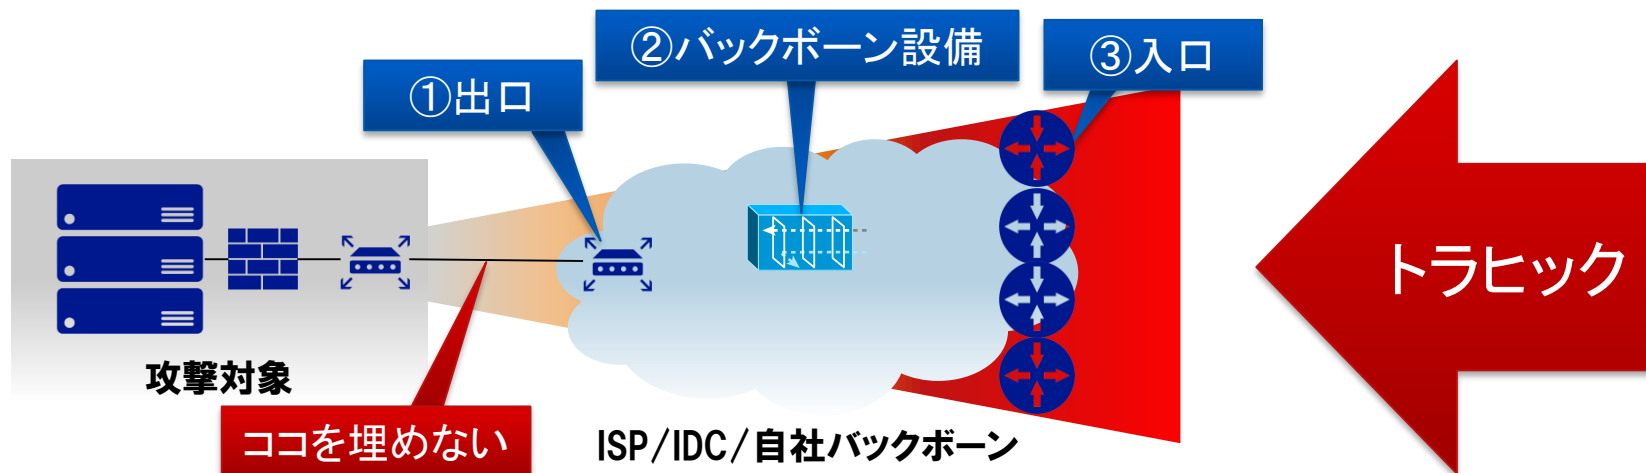 ②バックボーン設備
③入口
①出口
トラヒック
攻撃対象
ココを埋めない
ISP/IDC/自社バックボーン